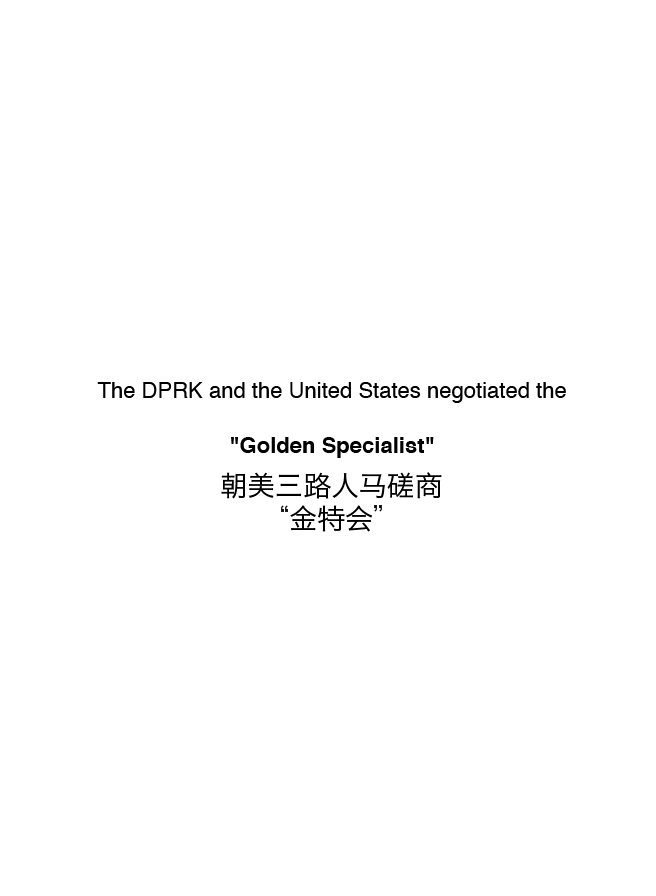 The DPRK and the United States negotiated the
"Golden Specialist"
朝美三路人马磋商
“金特会”